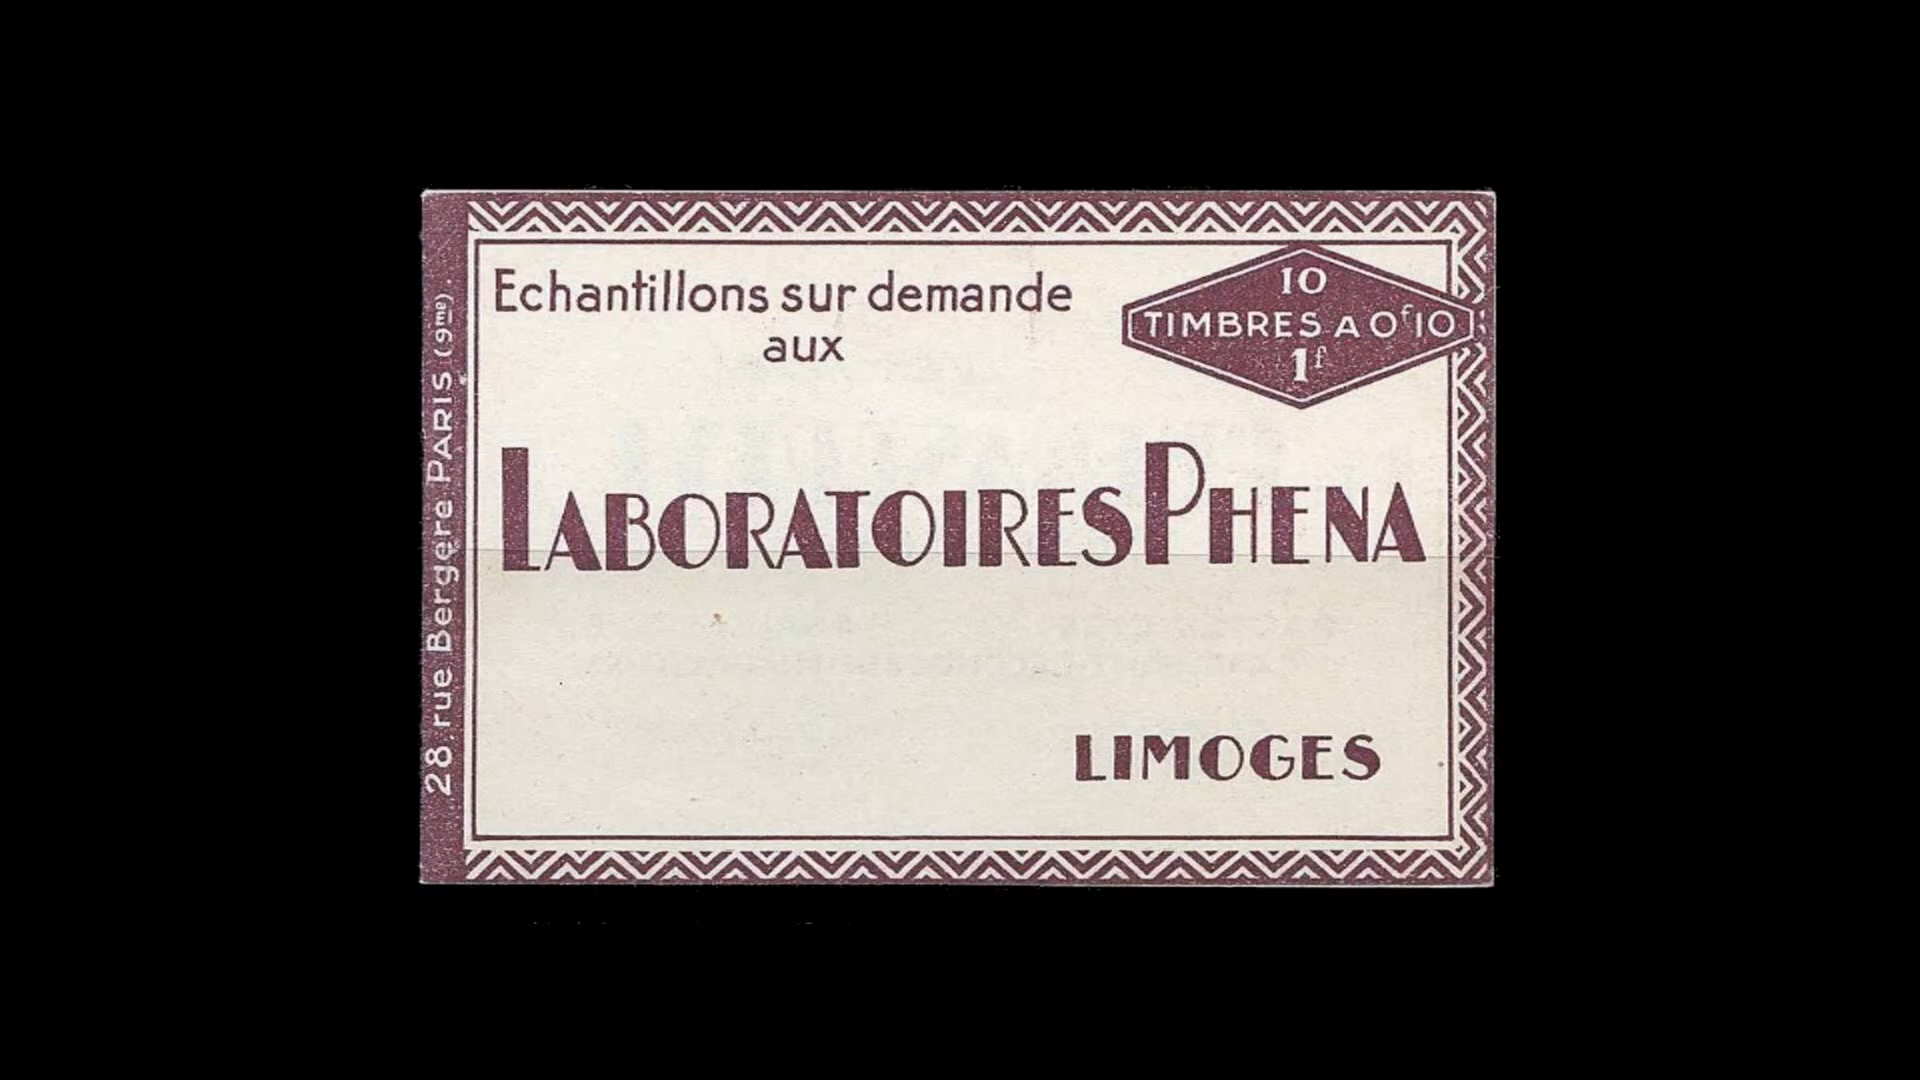 Echantillons sur demande
aux
10
TIMBRES A 0f10
1f
LABORATOIRES PHENA
LIMOGES
28, rue Bergère PARIS (9me).